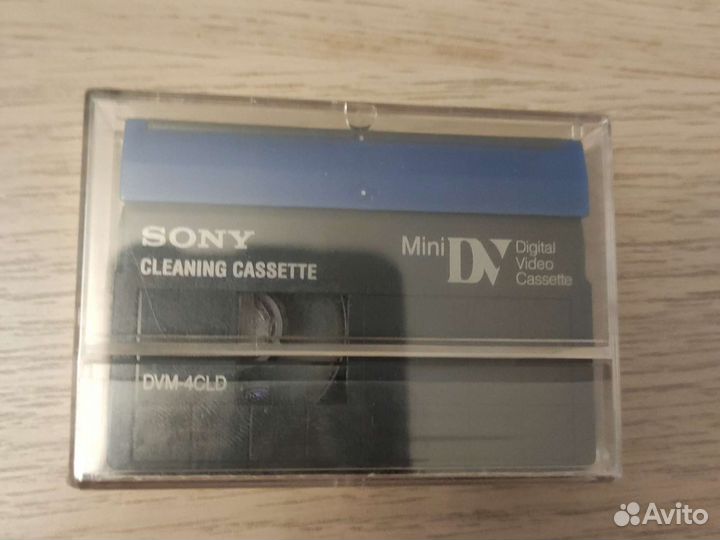 SONY
CLEANING CASSETTE
Mini DV Digital
Video
Cassette
DVM-4CLD
Avito